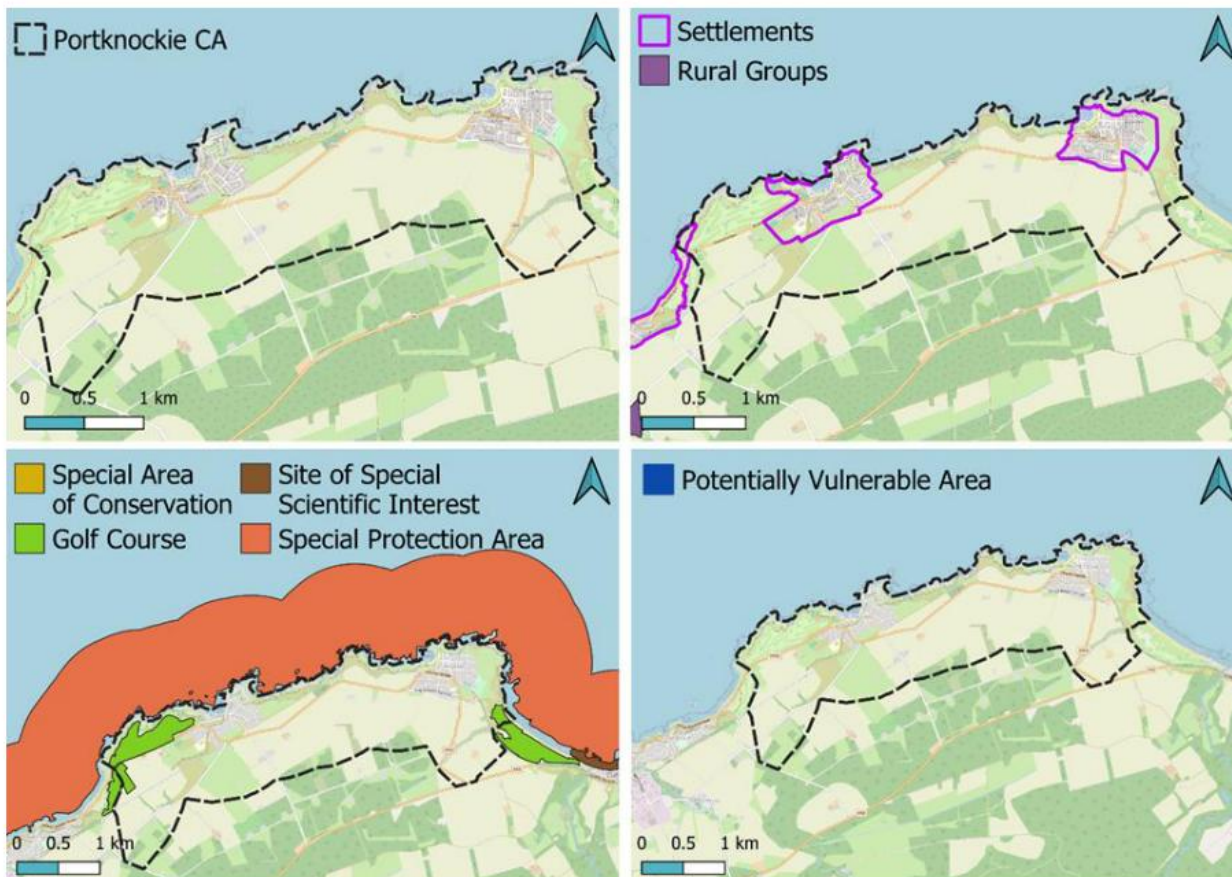 Portknockie CA
0 0.5 1 km
Settlements
Rural Groups
0 0.5 1 km
Special Area
of Conservation
Golf Course
Site of Special
Scientific Interest
Special Protection Area
0 0.5 1 km
Potentially Vulnerable Area
0 0.5 1 km